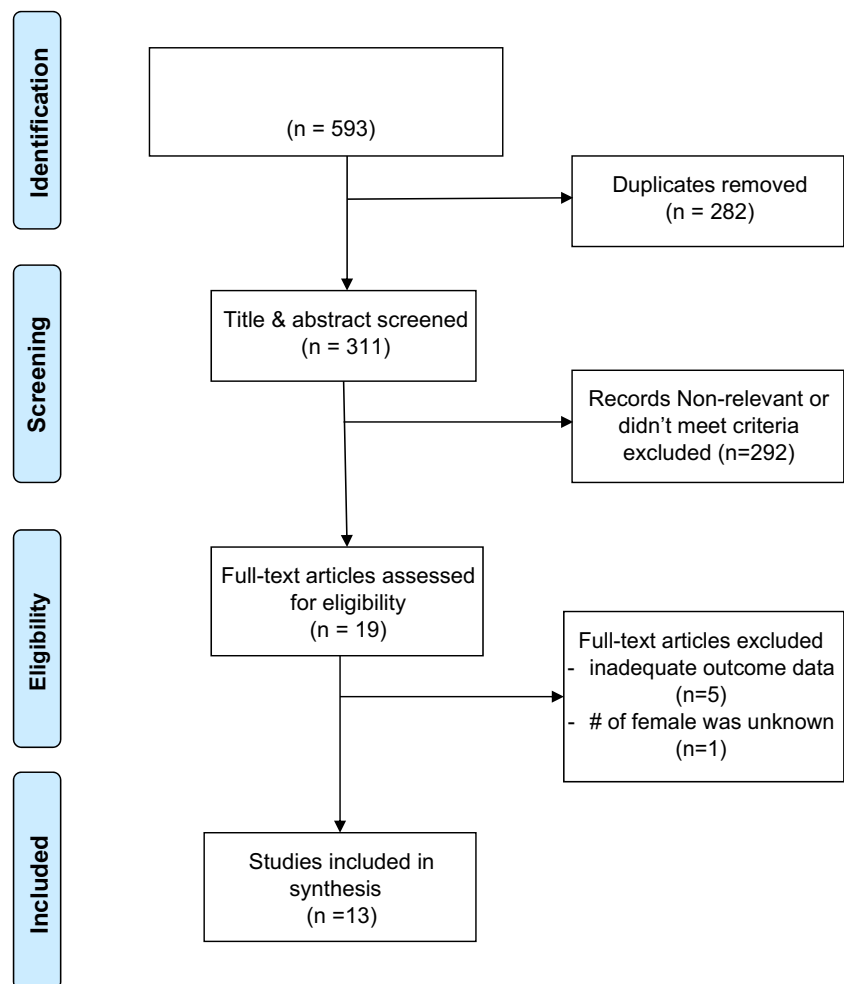 Identification
(n = 593)
Duplicates removed
(n = 282)
Screening
Title & abstract screened
(n = 311)
Records Non-relevant or
didn't meet criteria
excluded (n=292)
Eligibility
Full-text articles assessed
for eligibility
(n = 19)
Full-text articles excluded
- inadequate outcome data
(n=5)
- # of female was unknown
(n=1)
Included
Studies included in
synthesis
(n =13)